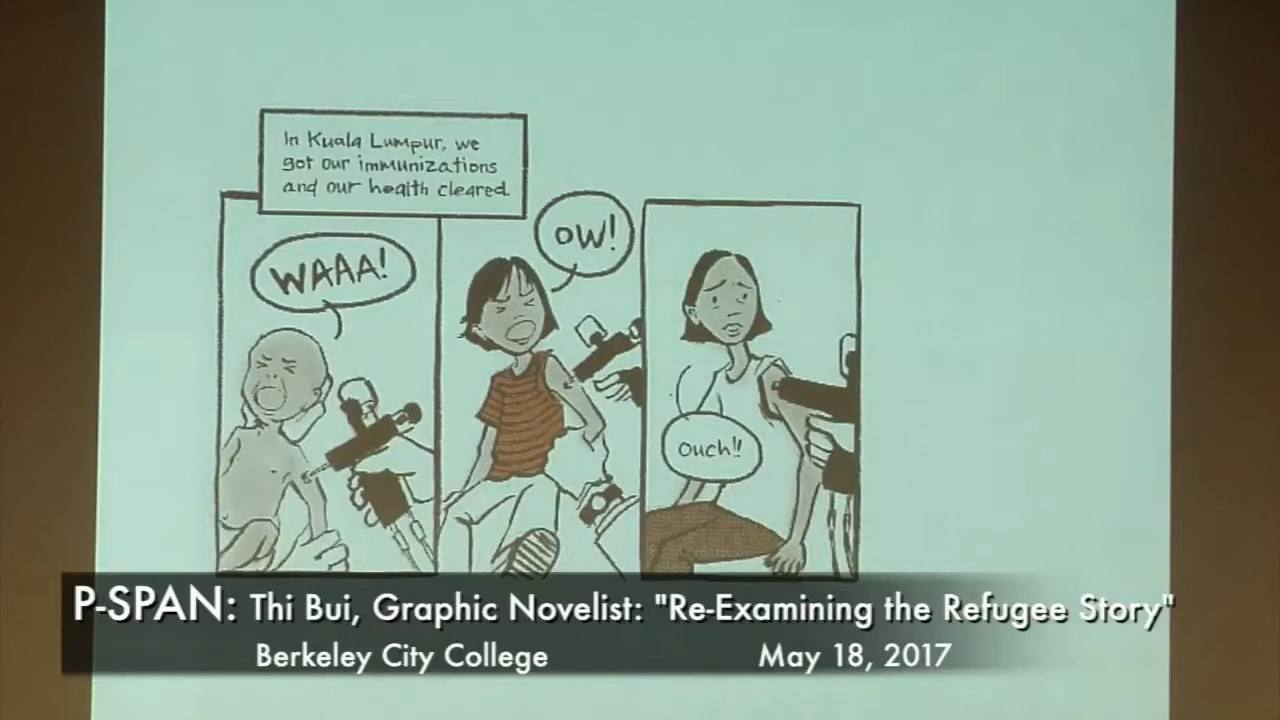 In Kuala Lumpur, we
got our immunizations
and our health cleared.
WAAA!
OW!
Ouch!!
P-SPAN: Thi Bui, Graphic Novelist: "Re-Examining the Refugee Story"
Berkeley City College May 18, 2017